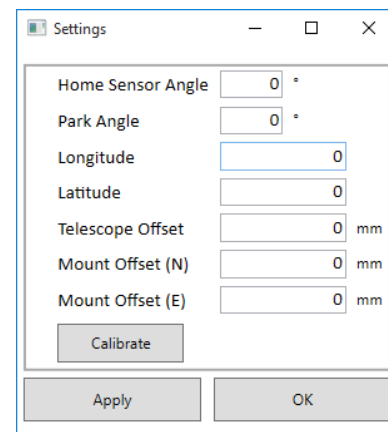 Settings
Home Sensor Angle 0 °
Park Angle 0 °
Longitude 0
Latitude 0
Telescope Offset 0 mm
Mount Offset (N) 0 mm
Mount Offset (E) 0 mm
Calibrate
Apply OK